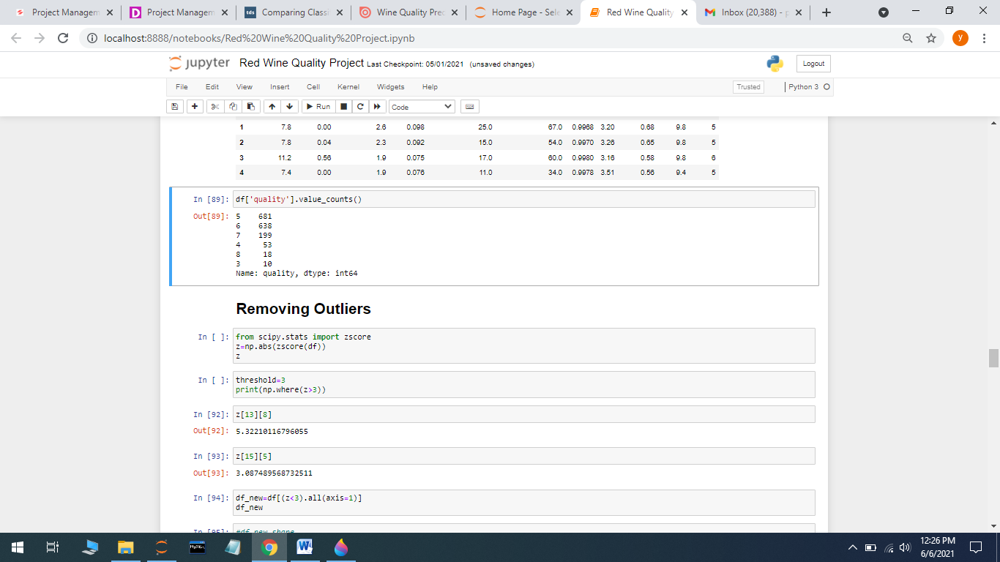 Project Managem
Project Managem
Comparing Classi
Wine Quality Pred
Home Page - Sele
Red Wine Quality
Inbox (20,388) - p
localhost:8888/notebooks/Red%20Wine%20Quality%20Project.ipynb
y
jupyter Red Wine Quality Project Last Checkpoint: 05/01/2021 (unsaved changes)
Logout
File Edit View Insert Cell Kernel Widgets Help
Trusted
Python 3
Run
Code
1 7.8 0.00 2.6 0.098 25.0 67.0 0.9968 3.20 0.68 9.8 5
2 7.8 0.04 2.3 0.092 15.0 54.0 0.9970 3.26 0.65 9.8 5
3 11.2 0.56 1.9 0.075 17.0 60.0 0.9980 3.16 0.58 9.8 6
4 7.4 0.00 1.9 0.076 11.0 34.0 0.9978 3.51 0.56 9.4 5
In [89]: df['quality'].value_counts()
Out[89]: 5 681
6 638
7 199
4 53
8 18
3 10
Name: quality, dtype: int64
Removing Outliers
In [ ]: from scipy.stats import zscore
z=np.abs(zscore(df))
z
In [ ]: threshold=3
print(np.where(z>3))
In [92]: z[13][8]
Out[92]: 5.32210116796055
In [93]: z[15][5]
Out[93]: 3.087489568732511
In [94]: df_new=df[(z<3).all(axis=1)]
df_new
In [95]: #df_new.shape
12:26 PM
6/6/2021